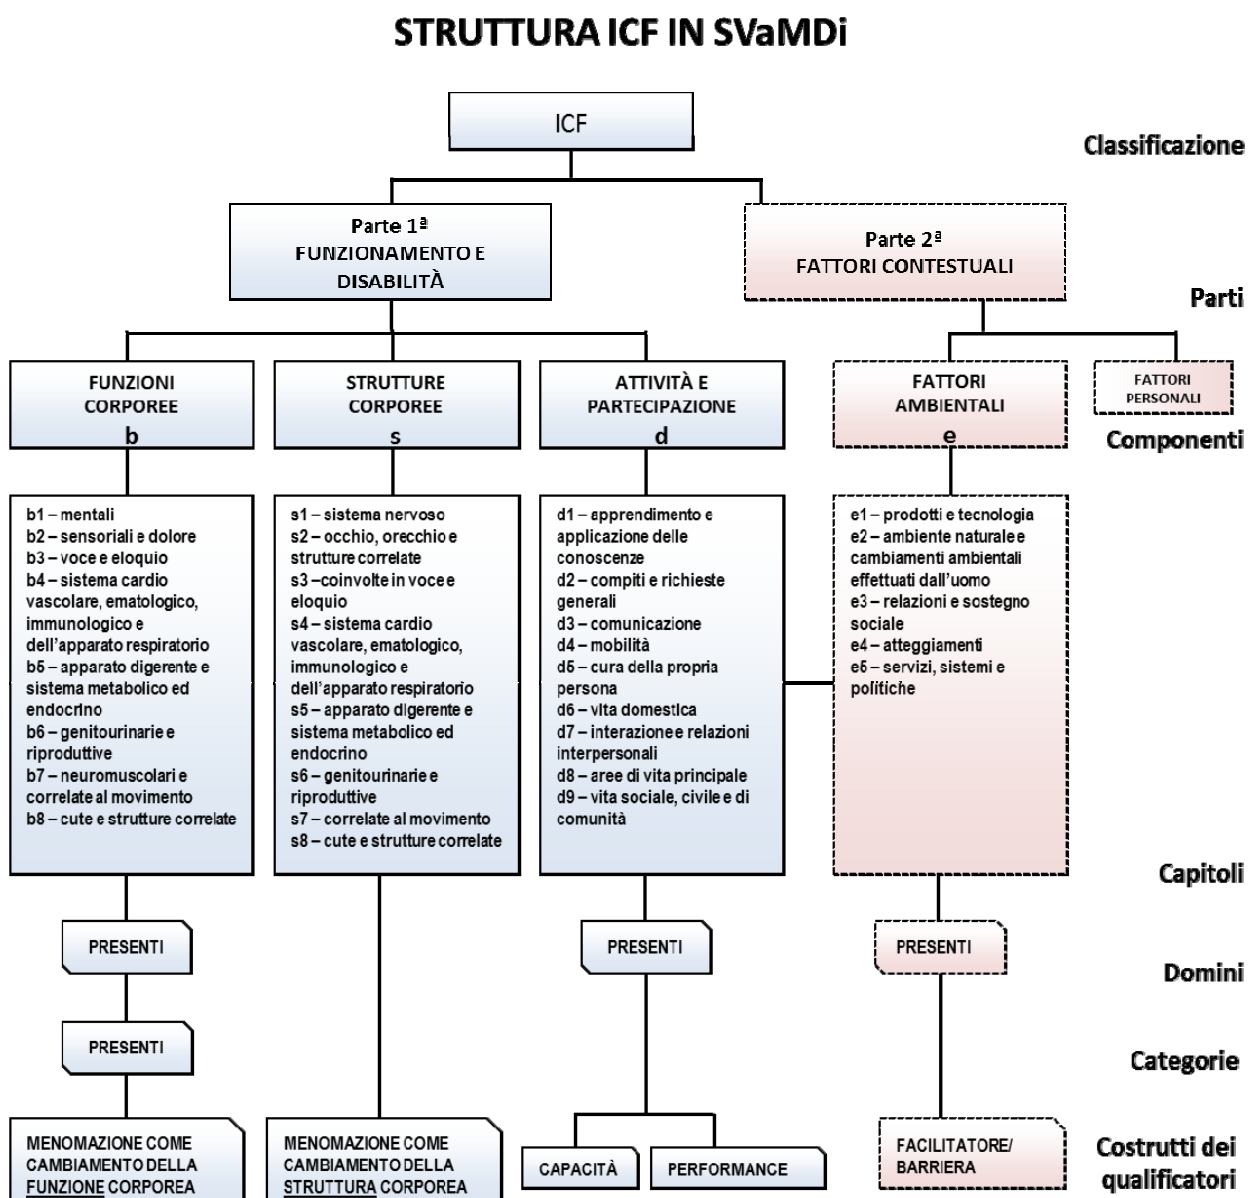 STRUTTURA ICF IN SVaMDi
ICF
Classificazione
Parte 1ª
FUNZIONAMENTO E
DISABILITÀ
Parte 2ª
FATTORI CONTESTUALI
Parti
FUNZIONI
CORPOREE
b
STRUTTURE
CORPOREE
s
ATTIVITÀ E
PARTECIPAZIONE
d
FATTORI
AMBIENTALI
e
FATTORI
PERSONALI
Componenti
b1 – mentali
b2 – sensoriali e dolore
b3 – voce e eloquio
b4 – sistema cardio
vascolare, ematologico,
immunologico e
dell'apparato respiratorio
b5 – apparato digerente e
sistema metabolico ed
endocrino
b6 – genitourinarie e
riproduttive
b7 – neuromuscolari e
correlate al movimento
b8 – cute e strutture correlate
s1 – sistema nervoso
s2 – occhio, orecchio e
strutture correlate
s3 –coinvolte in voce e
eloquio
s4 – sistema cardio
vascolare, ematologico,
immunologico e
dell'apparato respiratorio
s5 – apparato digerente e
sistema metabolico ed
endocrino
s6 – genitourinarie e
riproduttive
s7 – correlate al movimento
s8 – cute e strutture correlate
d1 – apprendimento e
applicazione delle
conoscenze
d2 – compiti e richieste
generali
d3 – comunicazione
d4 – mobilità
d5 – cura della propria
persona
d6 – vita domestica
d7 – interazione e relazioni
interpersonali
d8 – aree di vita principale
d9 – vita sociale, civile e di
comunità
e1 – prodotti e tecnologia
e2 – ambiente naturale e
cambiamenti ambientali
effettuati dall'uomo
e3 – relazioni e sostegno
sociale
e4 – atteggiamenti
e5 – servizi, sistemi e
politiche
Capitoli
PRESENTI
PRESENTI
PRESENTI
Domini
PRESENTI
Categorie
MENOMAZIONE COME
CAMBIAMENTO DELLA
FUNZIONE CORPOREA
MENOMAZIONE COME
CAMBIAMENTO DELLA
STRUTTURA CORPOREA
CAPACITÀ
PERFORMANCE
FACILITATORE/
BARRIERA
Costrutti dei
qualificatori